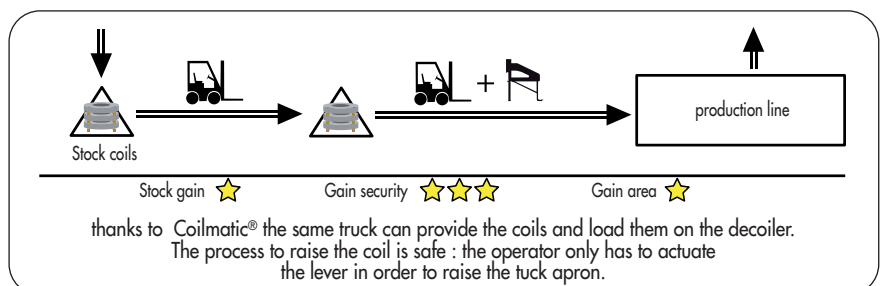 production line
Stock coils
Stock gain
Gain security
Gain area
thanks to Coilmatic® the same truck can provide the coils and load them on the decoiler.
The process to raise the coil is safe : the operator only has to actuate
the lever in order to raise the tuck apron.